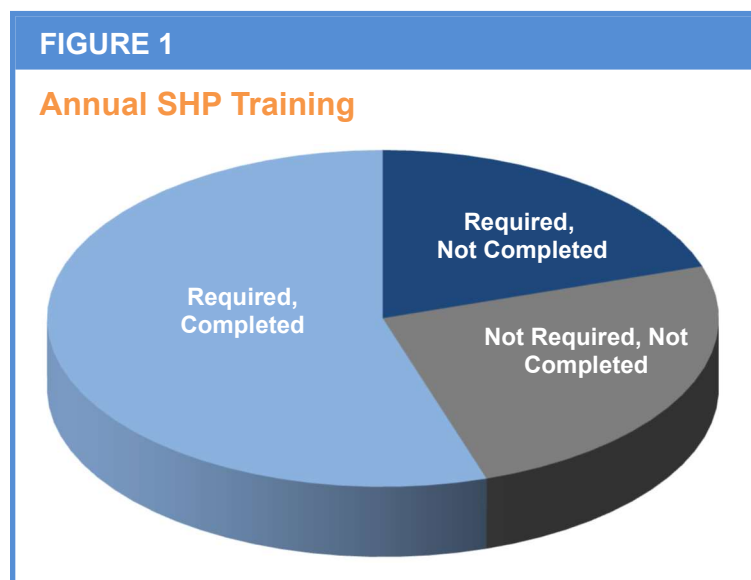 FIGURE 1
Annual SHP Training
Required,
Not Completed
Required,
Completed
Not Required, Not
Completed